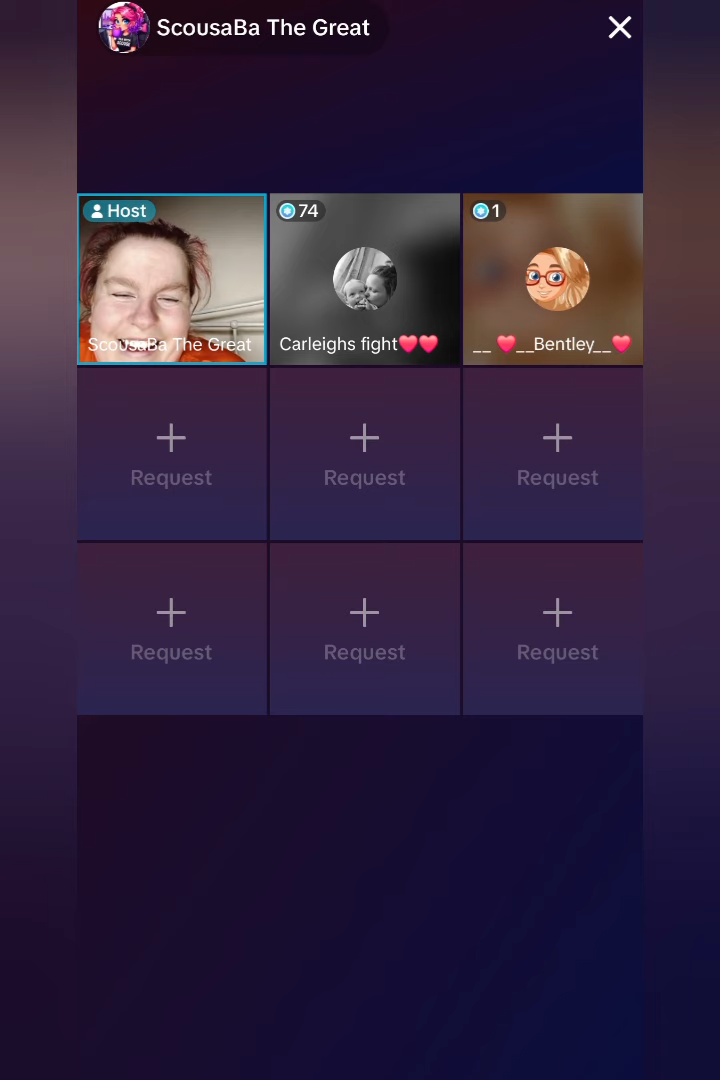 ScousaBa The Great
Host
74
1
ScousaBa The Great
Carleighs fight❤️❤️
__ ❤️__Bentley__❤️
Request
Request
Request
Request
Request
Request